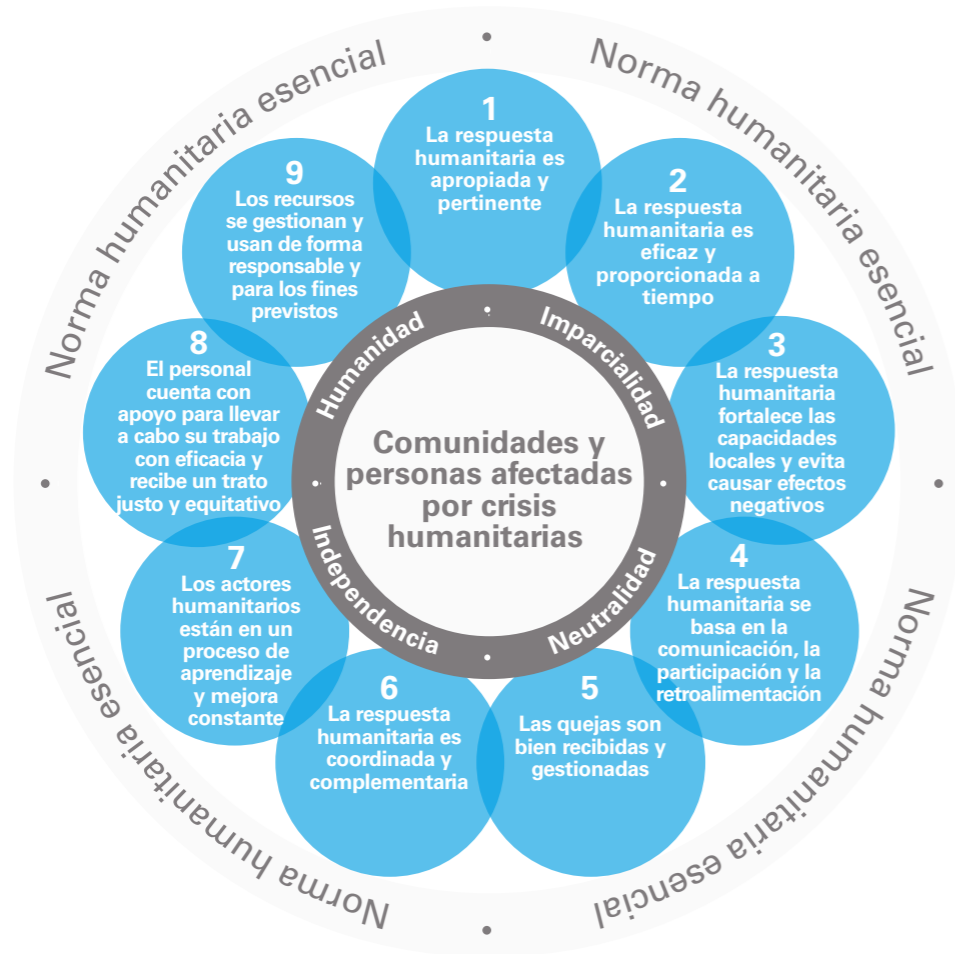 Norma humanitaria esencial
Norma humanitaria esencial
Norma humanitaria esencial
Norma humanitaria esencial
1
La respuesta
humanitaria es
apropiada y
pertinente
2
La respuesta
humanitaria es
eficaz y
proporcionada a
tiempo
3
La respuesta
humanitaria
fortalece las
capacidades
locales y evita
causar efectos
negativos
4
La respuesta
humanitaria se
basa en la
comunicación, la
participación y la
retroalimentación
5
Las quejas son
bien recibidas y
gestionadas
6
La respuesta
humanitaria es
coordinada y
complementaria
7
Los actores
humanitarios
están en un
proceso de
aprendizaje
y mejora
constante
8
El personal
cuenta con
apoyo para llevar
a cabo su trabajo
con eficacia y
recibe un trato
justo y equitativo
9
Los recursos
se gestionan y
usan de forma
responsable y
para los fines
previstos
Humanidad
Imparcialidad
Neutralidad
Independencia
Comunidades y
personas afectadas
por crisis
humanitarias